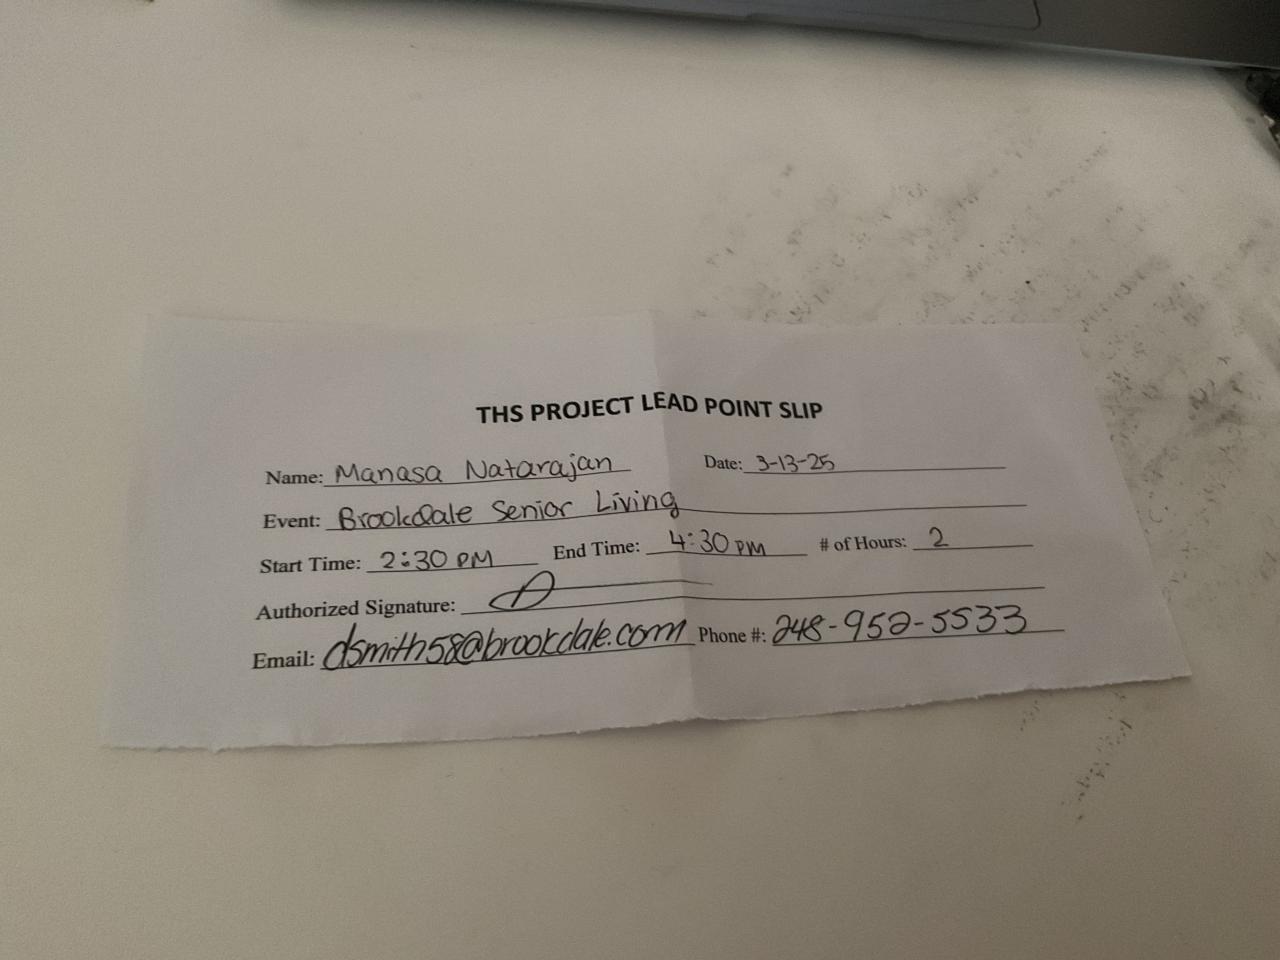 THS PROJECT LEAD POINT SLIP
Name: Manasa Natarajan Date: 3-13-25
Event: Brookdale Senior Living
Start Time: 2:30 PM End Time: 4:30 PM # of Hours: 2
Authorized Signature:
Email: dsmith58@brookdale.com Phone #: 248-952-5533